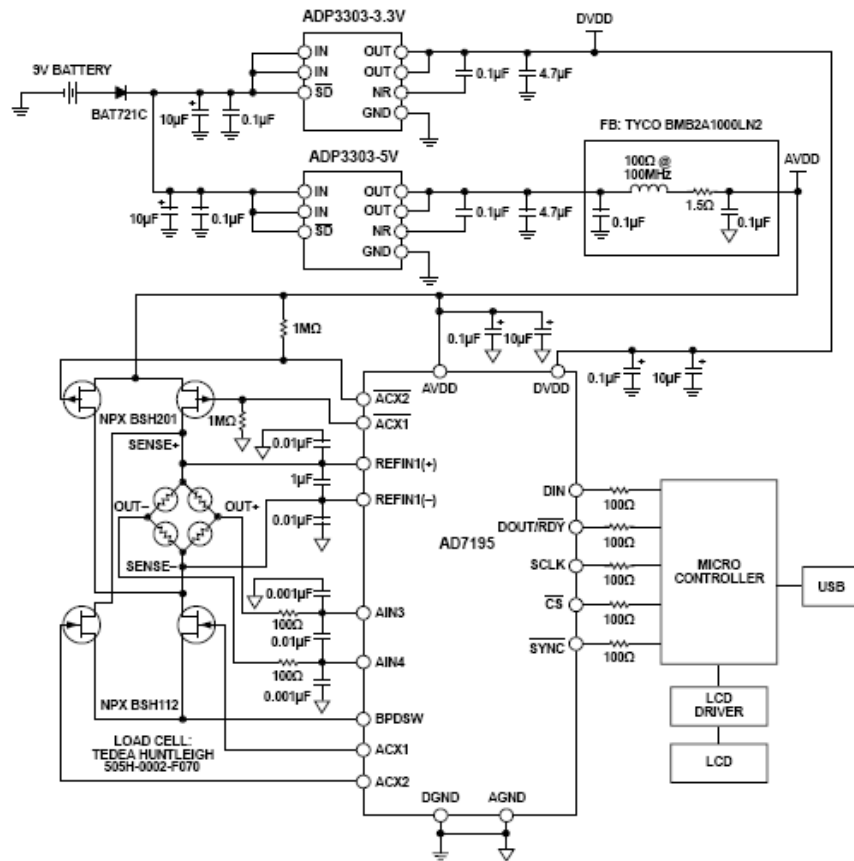 ADP3303-3.3V
DVDD
9V BATTERY
IN
OUT
IN
OUT
SD
NR
GND
BAT721C
10µF
+
0.1µF
0.1µF
4.7µF
FB: TYCO BMB2A1000LN2
ADP3303-5V
100Ω @
100MHz
AVDD
IN
OUT
IN
OUT
SD
NR
GND
10µF
+
0.1µF
0.1µF
4.7µF
0.1µF
1.5Ω
0.1µF
1MΩ
0.1µF
+
10µF
+
0.1µF
+
10µF
+
AVDD
DVDD
ACX2
ACX1
NPX BSH201
1MΩ
SENSE+
0.01µF
REFIN1(+)
1µF
REFIN1(–)
0.01µF
OUT–
OUT+
SENSE–
AD7195
DIN
100Ω
DOUT/RDY
100Ω
SCLK
100Ω
CS
100Ω
SYNC
100Ω
MICRO
CONTROLLER
USB
0.001µF
AIN3
100Ω
0.01µF
AIN4
100Ω
0.001µF
NPX BSH112
BPDSW
LOAD CELL:
TEDEA HUNTLEIGH
505H-0002-F070
ACX1
ACX2
LCD
DRIVER
LCD
DGND
AGND